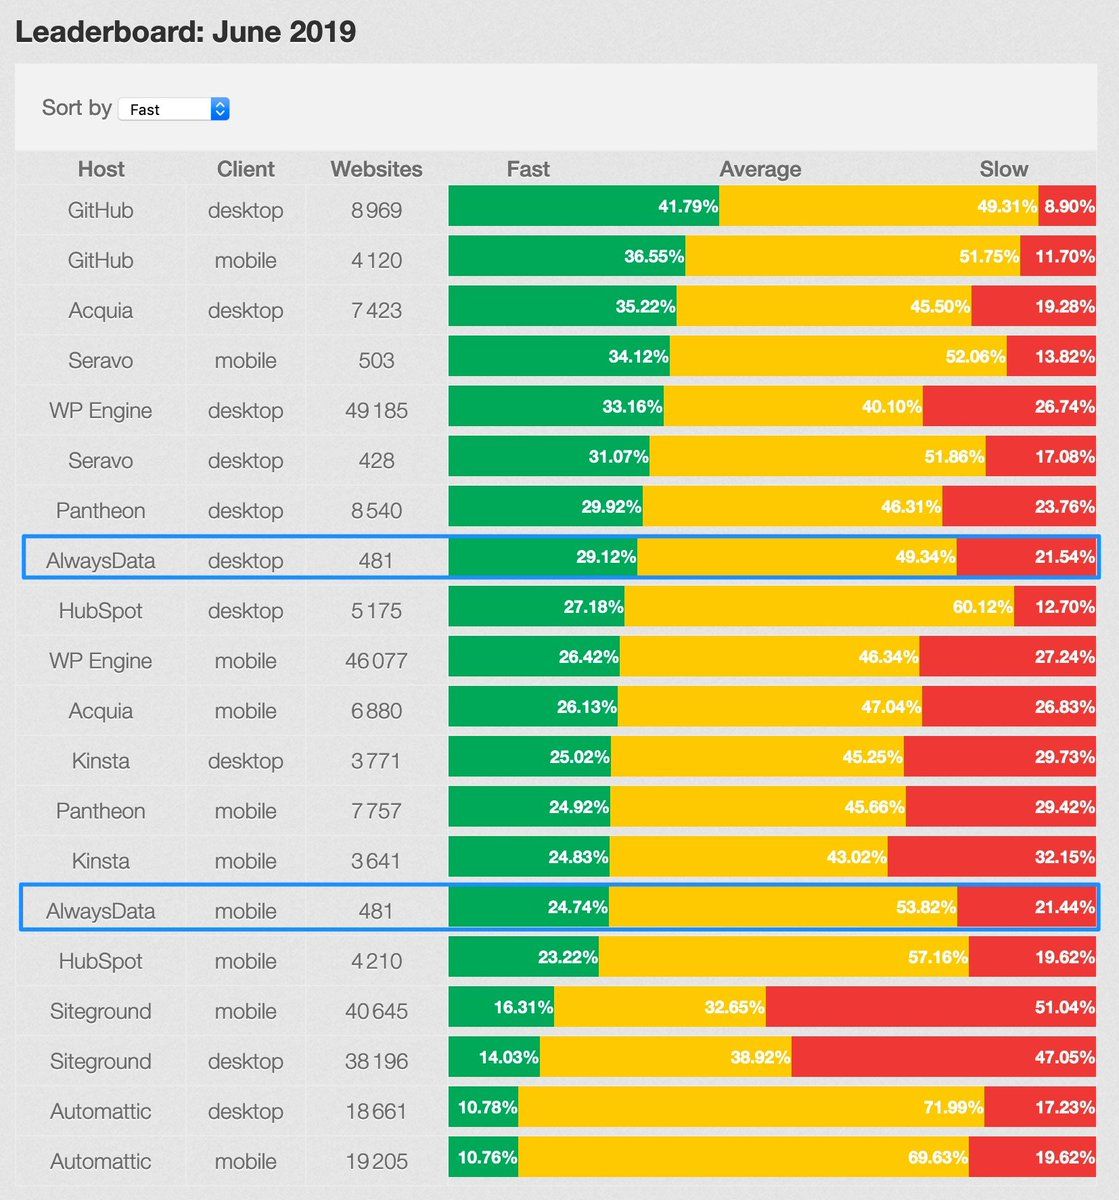 Leaderboard: June 2019
Sort by Fast
Host Client Websites Fast Average Slow
GitHub desktop 8 969 41.79% 49.31% 8.90%
GitHub mobile 4 120 36.55% 51.75% 11.70%
Acquia desktop 7 423 35.22% 45.50% 19.28%
Seravo mobile 503 34.12% 52.06% 13.82%
WP Engine desktop 49 185 33.16% 40.10% 26.74%
Seravo desktop 428 31.07% 51.86% 17.08%
Pantheon desktop 8 540 29.92% 46.31% 23.76%
AlwaysData desktop 481 29.12% 49.34% 21.54%
HubSpot desktop 5 175 27.18% 60.12% 12.70%
WP Engine mobile 46 077 26.42% 46.34% 27.24%
Acquia mobile 6 880 26.13% 47.04% 26.83%
Kinsta desktop 3 771 25.02% 45.25% 29.73%
Pantheon mobile 7 757 24.92% 45.66% 29.42%
Kinsta mobile 3 641 24.83% 43.02% 32.15%
AlwaysData mobile 481 24.74% 53.82% 21.44%
HubSpot mobile 4 210 23.22% 57.16% 19.62%
Siteground mobile 40 645 16.31% 32.65% 51.04%
Siteground desktop 38 196 14.03% 38.92% 47.05%
Automattic desktop 18 661 10.78% 71.99% 17.23%
Automattic mobile 19 205 10.76% 69.63% 19.62%